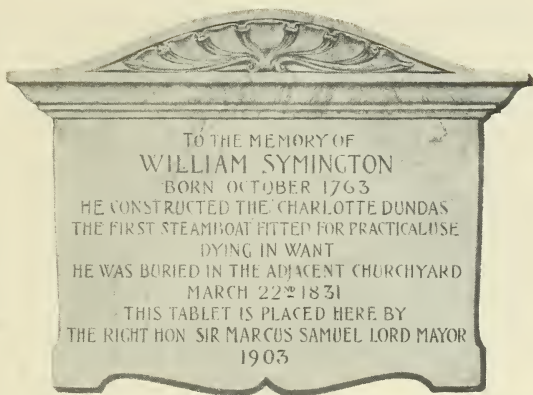 TO THE MEMORY OF
WILLIAM SYMINGTON
BORN OCTOBER 1763
HE CONSTRUCTED THE 'CHARLOTTE DUNDAS'
THE FIRST STEAMBOAT FITTED FOR PRACTICAL USE
DYING IN WANT
HE WAS BURIED IN THE ADJACENT CHURCHYARD
MARCH 22ND 1831
THIS TABLET IS PLACED HERE BY
THE RIGHT HON SIR MARCUS SAMUEL LORD MAYOR
1903